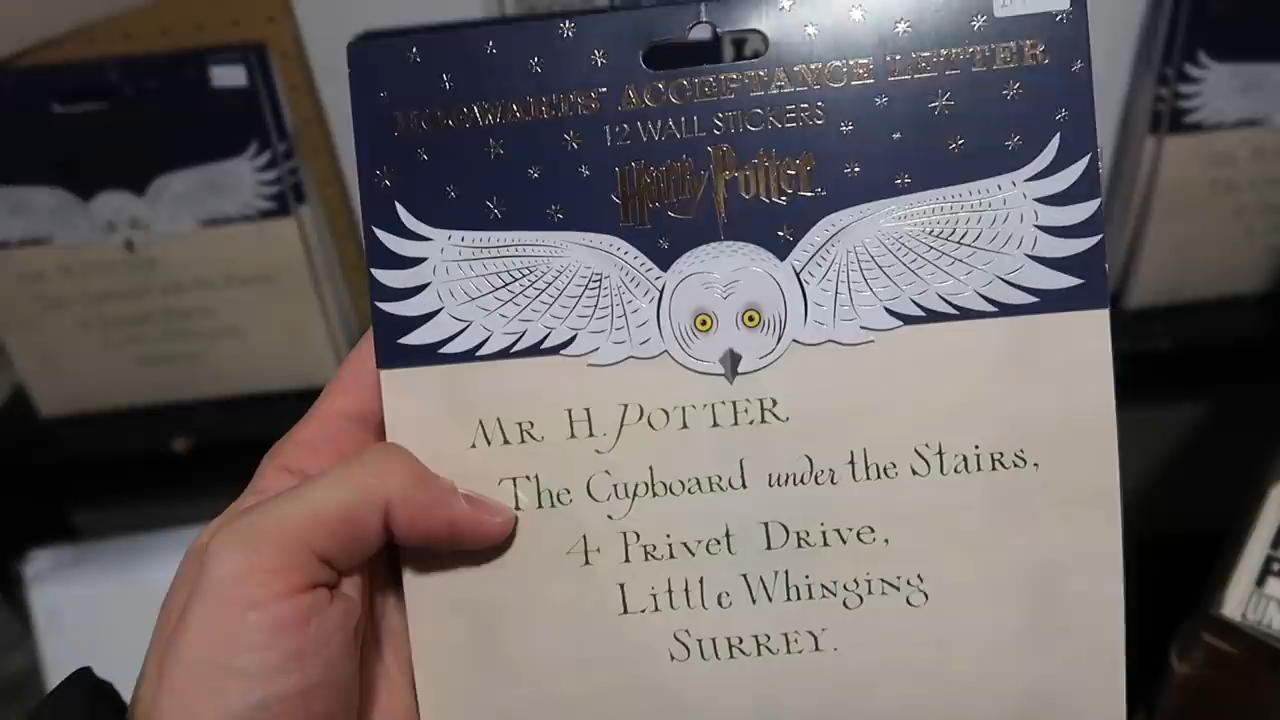 HOGWARTS™ ACCEPTANCE LETTER
12 WALL STICKERS
Harry Potter
MR H. POTTER
The Cupboard under the Stairs,
4 Privet Drive,
Little Whinging
SURREY.